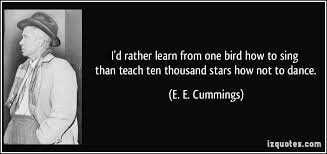 I'd rather learn from one bird how to sing
than teach ten thousand stars how not to dance.
(E. E. Cummings)
izquotes.com